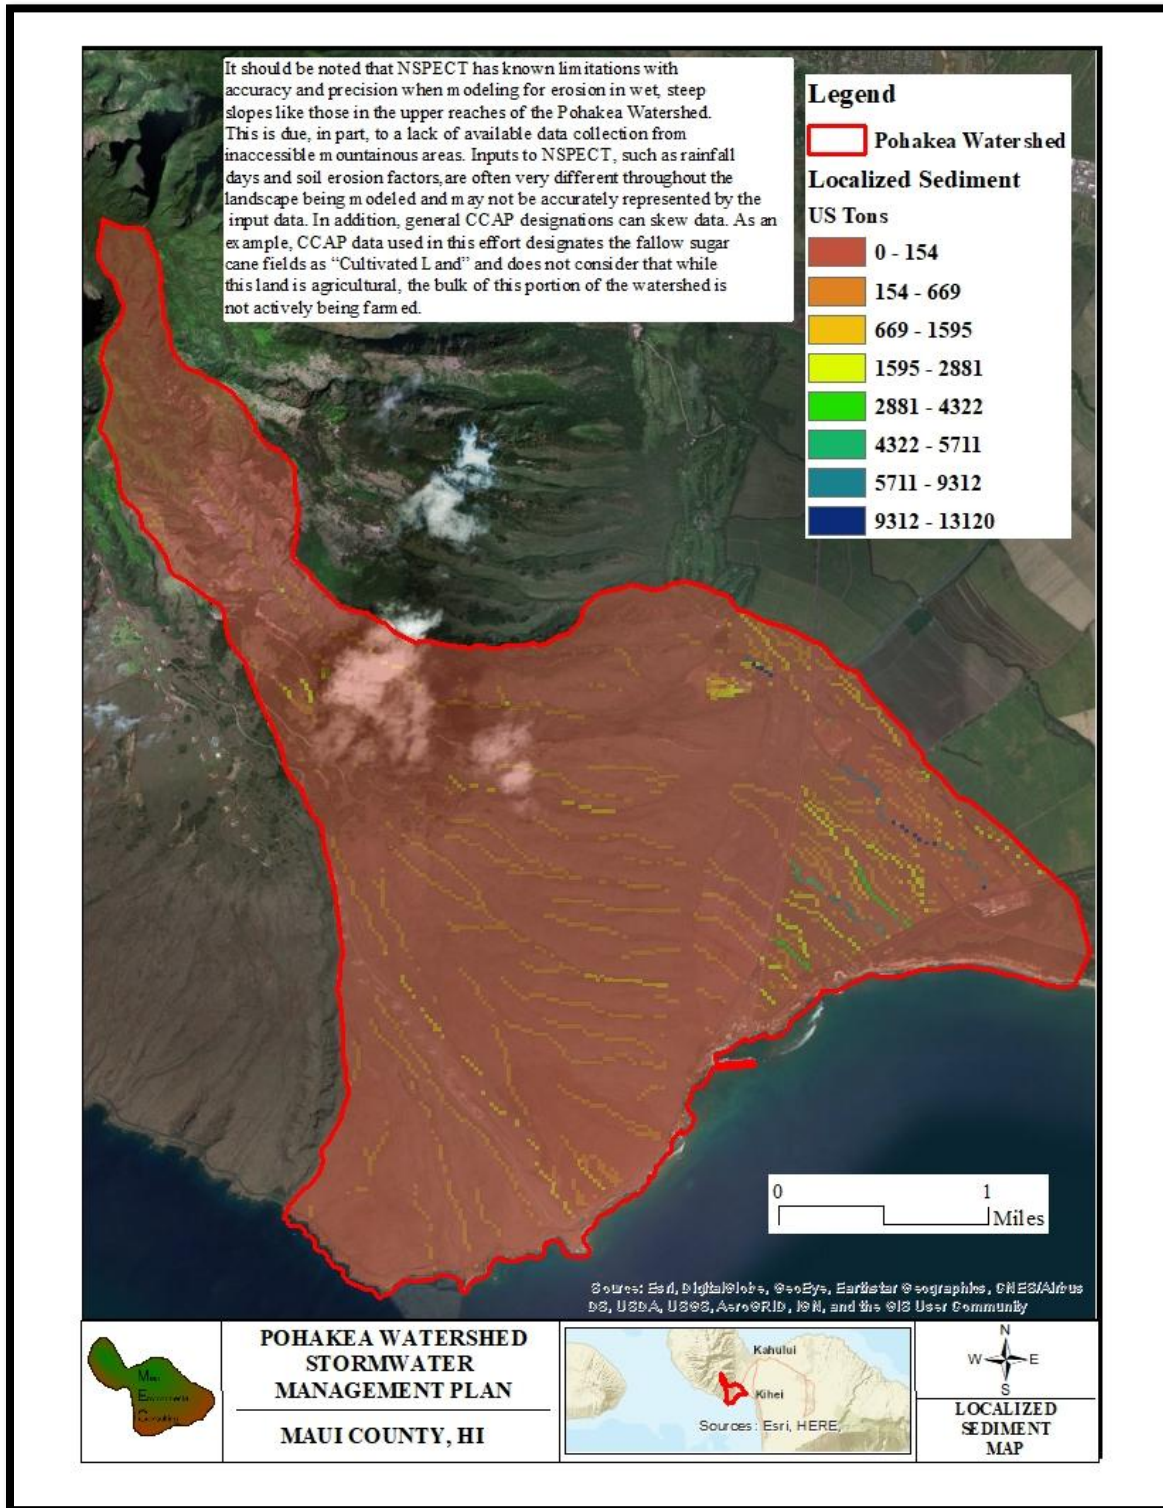 It should be noted that NSPECT has known limitations with
accuracy and precision when modeling for erosion in wet, steep
slopes like those in the upper reaches of the Pohakea Watershed.
This is due, in part, to a lack of available data collection from
inaccessible mountainous areas. Inputs to NSPECT, such as rainfall
days and soil erosion factors, are often very different throughout the
landscape being modeled and may not be accurately represented by the
input data. In addition, general CCAP designations can skew data. As an
example, CCAP data used in this effort designates the fallow sugar
cane fields as “Cultivated Land” and does not consider that while
this land is agricultural, the bulk of this portion of the watershed is
not actively being farmed.
Legend
Pohakea Watershed
Localized Sediment
US Tons
0 - 154
154 - 669
669 - 1595
1595 - 2881
2881 - 4322
4322 - 5711
5711 - 9312
9312 - 13120
0 1
Miles
Source: Esri, DigitalGlobe, GeoEye, Earthstar Geographics, CNES/Airbus
DS, USDA, USGS, AeroGRID, IGN, and the GIS User Community
Maui
Environmental
Consulting
POHAKEA WATERSHED
STORMWATER
MANAGEMENT PLAN
MAUI COUNTY, HI
Kahului
Kihei
Sources: Esri, HERE,
N
W E
S
LOCALIZED
SEDIMENT
MAP